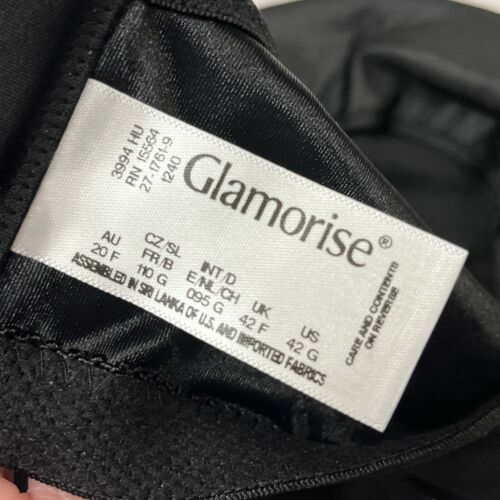 3994 HU
RN 15564
27-1761-9
1240
Glamorise®
AU CZ/SL INT/D UK US
FR/B E/NL/CH
20 F 110 G 095 G 42 F 42 G
ASSEMBLED IN SRI LANKA OF U.S. AND IMPORTED FABRICS
CARE AND CONTENTS
ON REVERSE